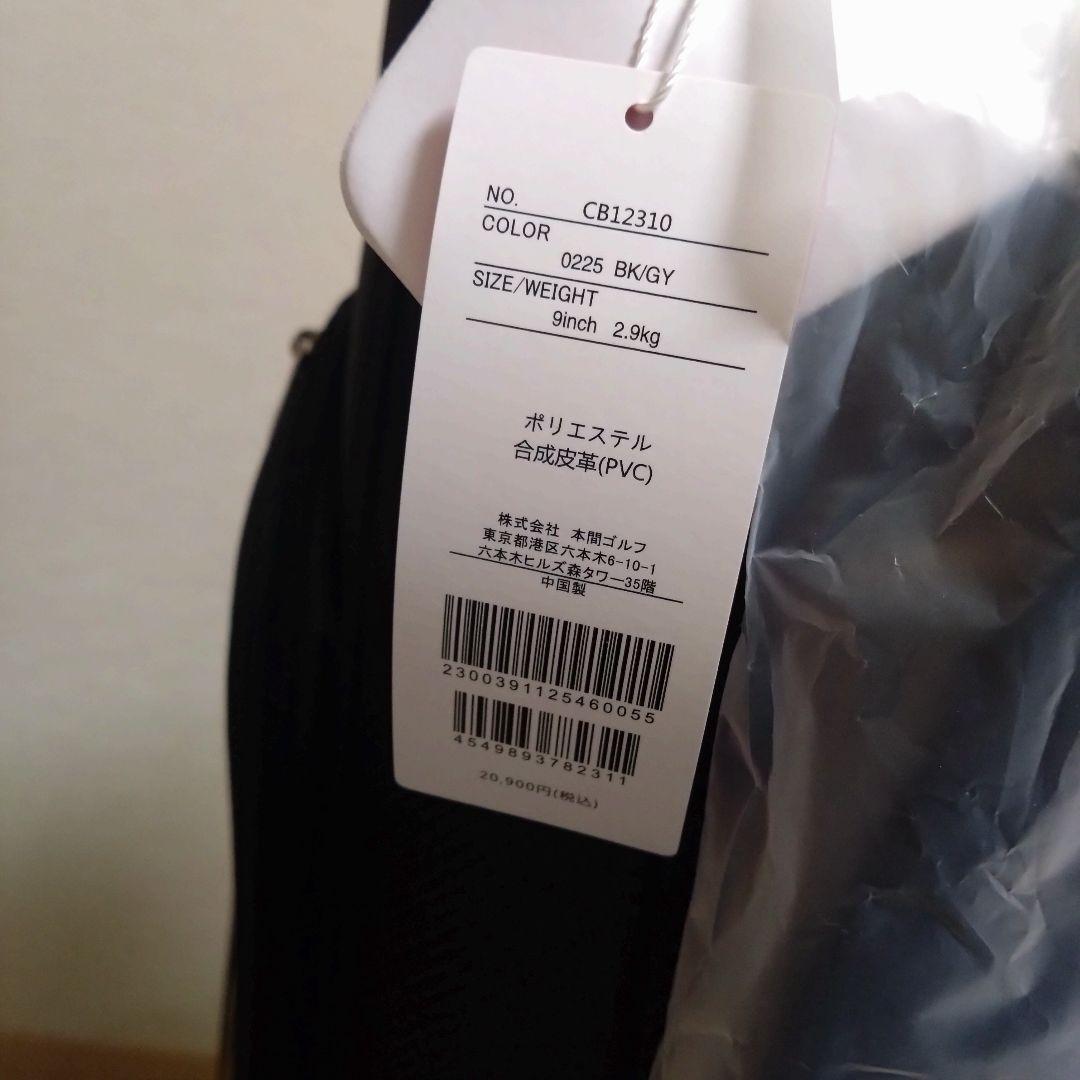 NO.
CB12310
COLOR
0225 BK/GY
SIZE/WEIGHT
9inch 2.9kg
ポリエステル
合成皮革(PVC)
株式会社 本間ゴルフ
東京都港区六本木6-10-1
六本木ヒルズ森タワー35階
中国製
2300391125460055
4549893782311
20,900円(税込)